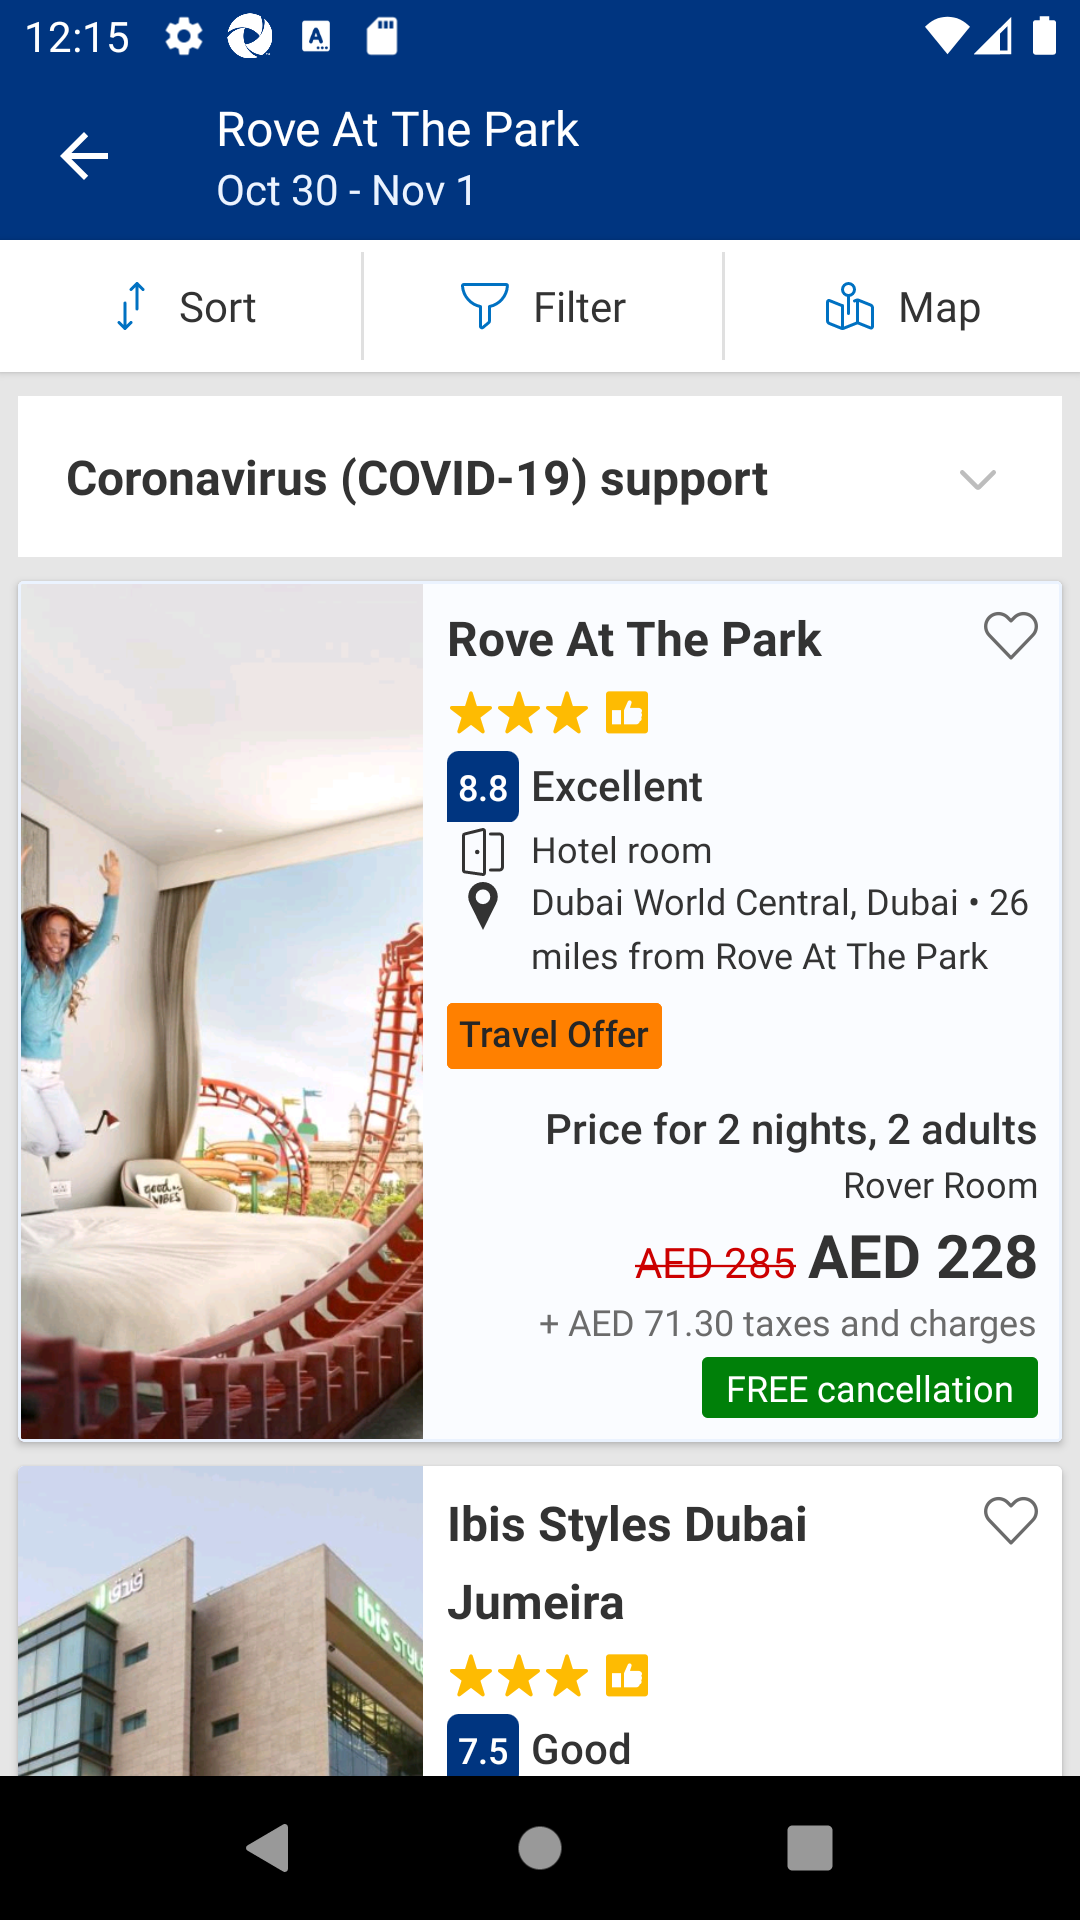 12:15
Rove At The Park
Oct 30 - Nov 1
Sort
Filter
Map
Coronavirus (COVID-19) support
Rove At The Park
8.8 Excellent
Hotel room
Dubai World Central, Dubai • 26
miles from Rove At The Park
Travel Offer
good
VIBES
Price for 2 nights, 2 adults
Rover Room
AED 285 AED 228
+ AED 71.30 taxes and charges
FREE cancellation
Ibis Styles Dubai
Jumeira
فندق
ibis STYLE
7.5 Good